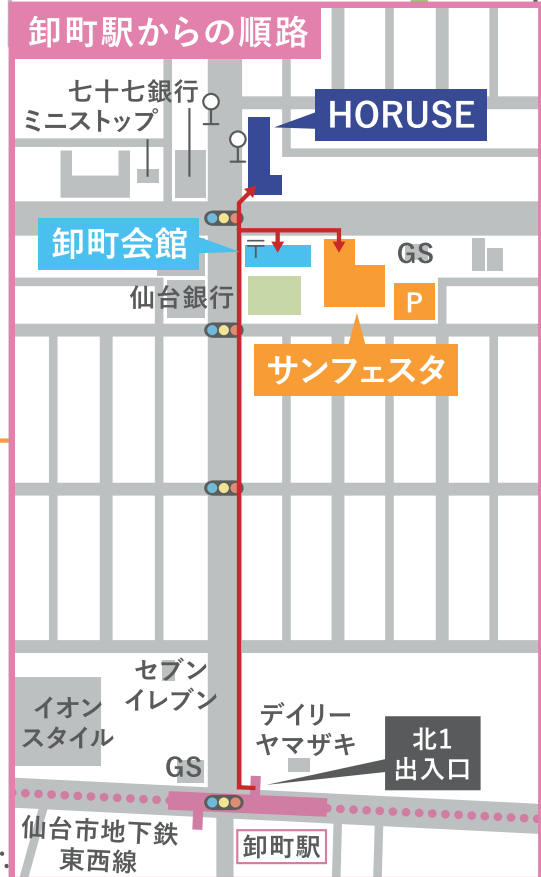 卸町駅からの順路
七十七銀行
ミニストップ
HORUSE
卸町会館
〒
GS
仙台銀行
P
サンフェスタ
セブン
イレブン
イオン
スタイル
デイリー
ヤマザキ
北1
出入口
GS
仙台市地下鉄
東西線
卸町駅